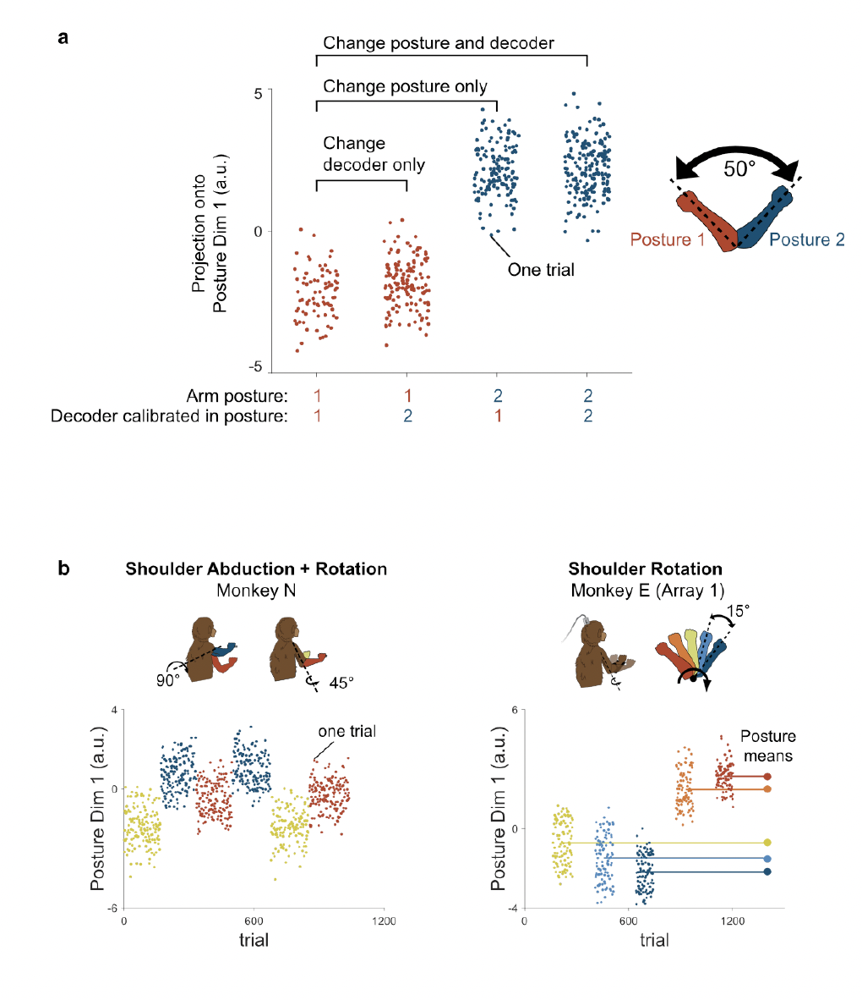 a
Change posture and decoder
Change posture only
Change
decoder only
5
0
-5
Projection onto
Posture Dim 1 (a.u.)
One trial
50°
Posture 1
Posture 2
Arm posture: 1 1 2 2
Decoder calibrated in posture: 1 2 1 2
b
Shoulder Abduction + Rotation
Monkey N
90°
45°
4
0
-6
Posture Dim 1 (a.u.)
one trial
0 600 1200
trial
Shoulder Rotation
Monkey E (Array 1)
15°
6
0
-4
Posture Dim 1 (a.u.)
Posture
means
0 600 1200
trial